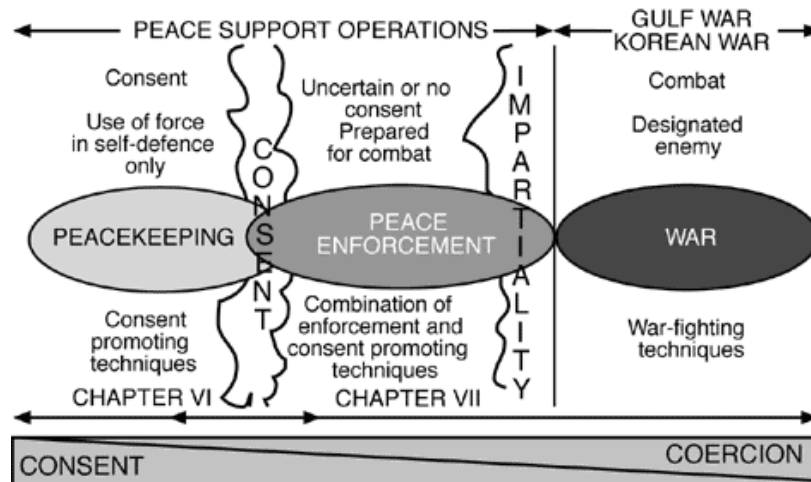 PEACE SUPPORT OPERATIONS
GULF WAR
KOREAN WAR
Consent
Use of force
in self-defence
only
CONSENT
Uncertain or no
consent
Prepared
for combat
IMPARTIALITY
Combat
Designated
enemy
PEACEKEEPING
PEACE
ENFORCEMENT
WAR
Consent
promoting
techniques
Combination of
enforcement and
consent promoting
techniques
War-fighting
techniques
CHAPTER VI
CHAPTER VII
CONSENT
COERCION